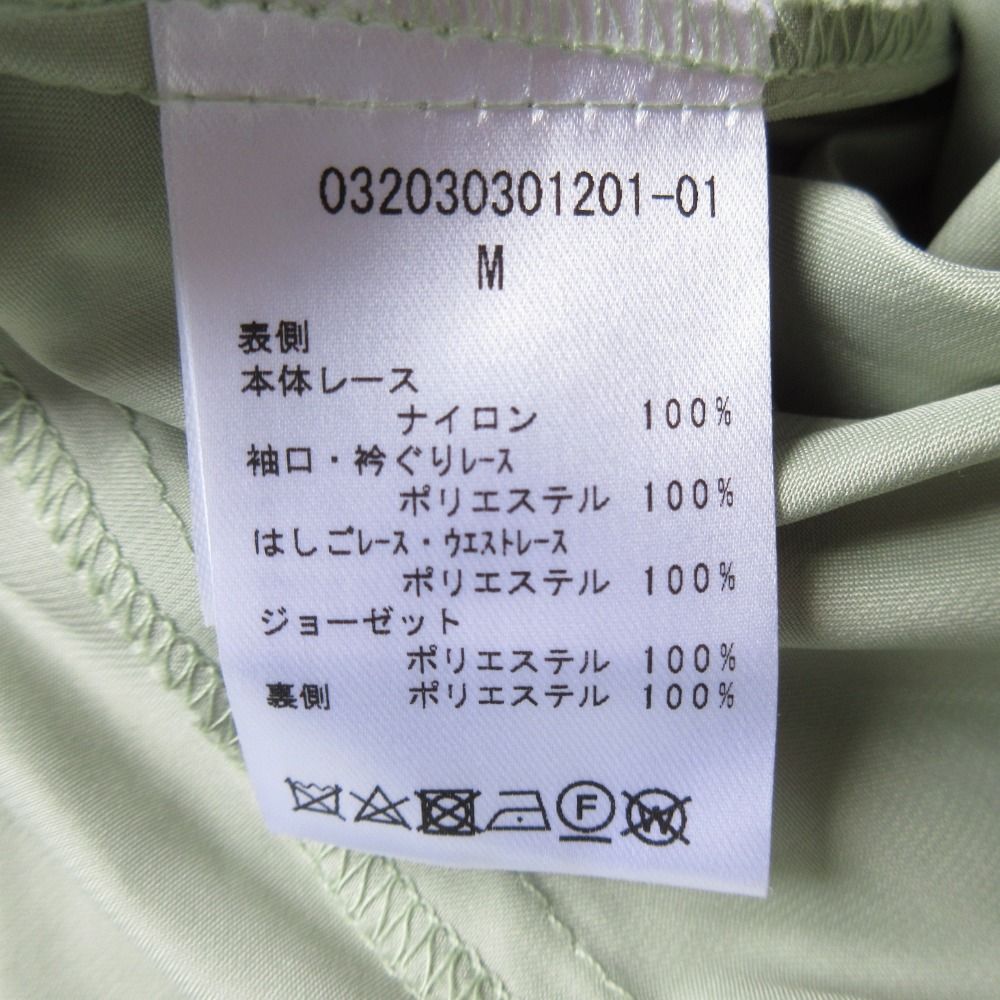 032030301201-01
M
表側
本体レース
ナイロン 100%
袖口・衿ぐりレース
ポリエステル 100%
はしごレース・ウエストレース
ポリエステル 100%
ジョーゼット
ポリエステル 100%
裏側 ポリエステル 100%
F W